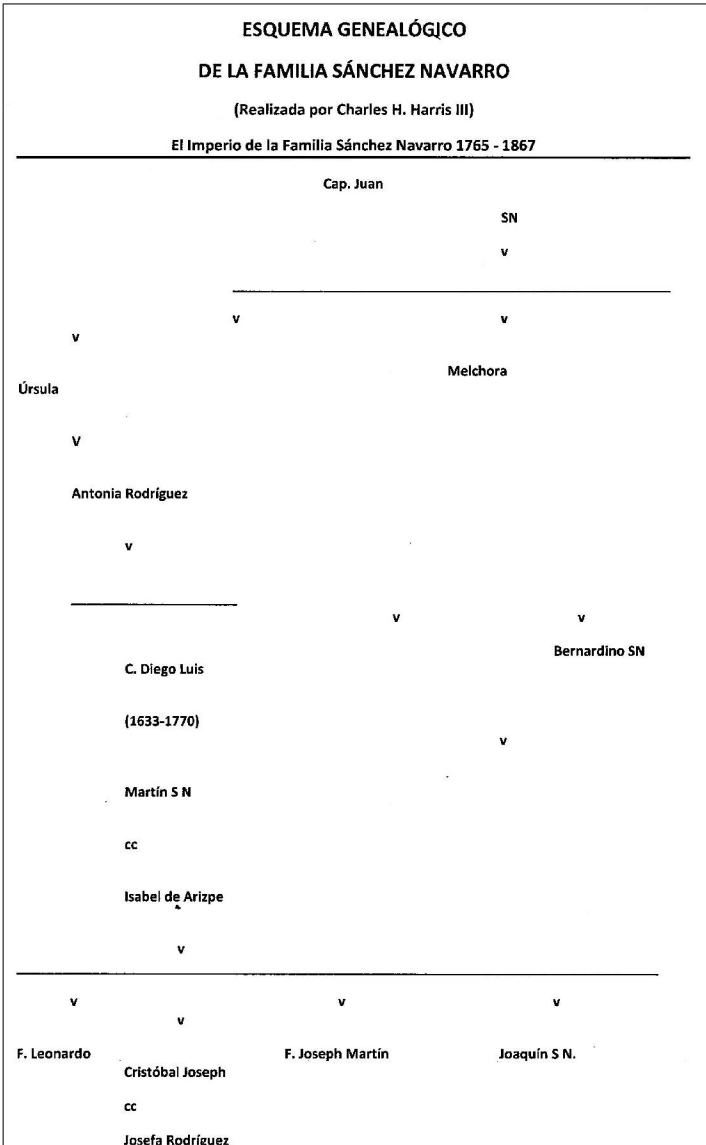 ESQUEMA GENEALÓGICO
DE LA FAMILIA SÁNCHEZ NAVARRO
(Realizada por Charles H. Harris III)
El Imperio de la Familia Sánchez Navarro 1765 - 1867
Cap. Juan
SN
v
v v
v
Melchora
Úrsula
V
Antonia Rodríguez
v
v v
Bernardino SN
C. Diego Luis
(1633-1770)
v
Martín S N
cc
Isabel de Arizpe
v
v v v
v
F. Leonardo F. Joseph Martín Joaquín S N.
Cristóbal Joseph
cc
Josefa Rodríguez